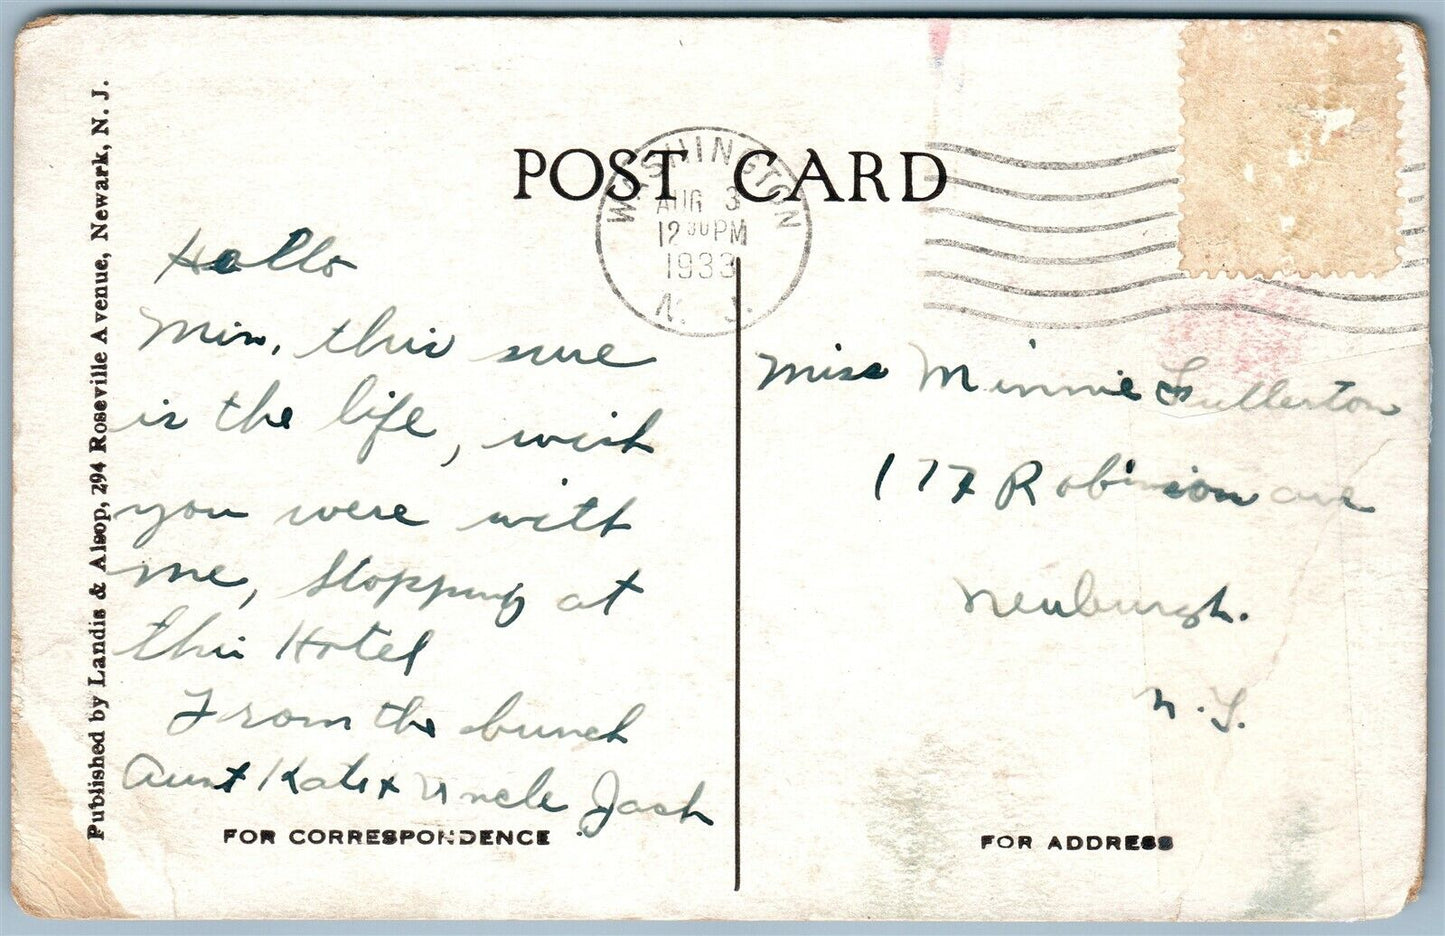 POST CARD
WASHINGTON
AUG 3
12 30 PM
1933
N. J.
Published by Landis & Alsop, 294 Roseville Avenue, Newark, N. J.
Hello
Min, this sure
is the life, wish
you were with
me, stopping at
this Hotel
From the bunch
Aunt Kate + Uncle Jack
FOR CORRESPONDENCE
Miss Minnie Fullerton
177 Robinson ave
Newburgh.
N. Y.
FOR ADDRESS